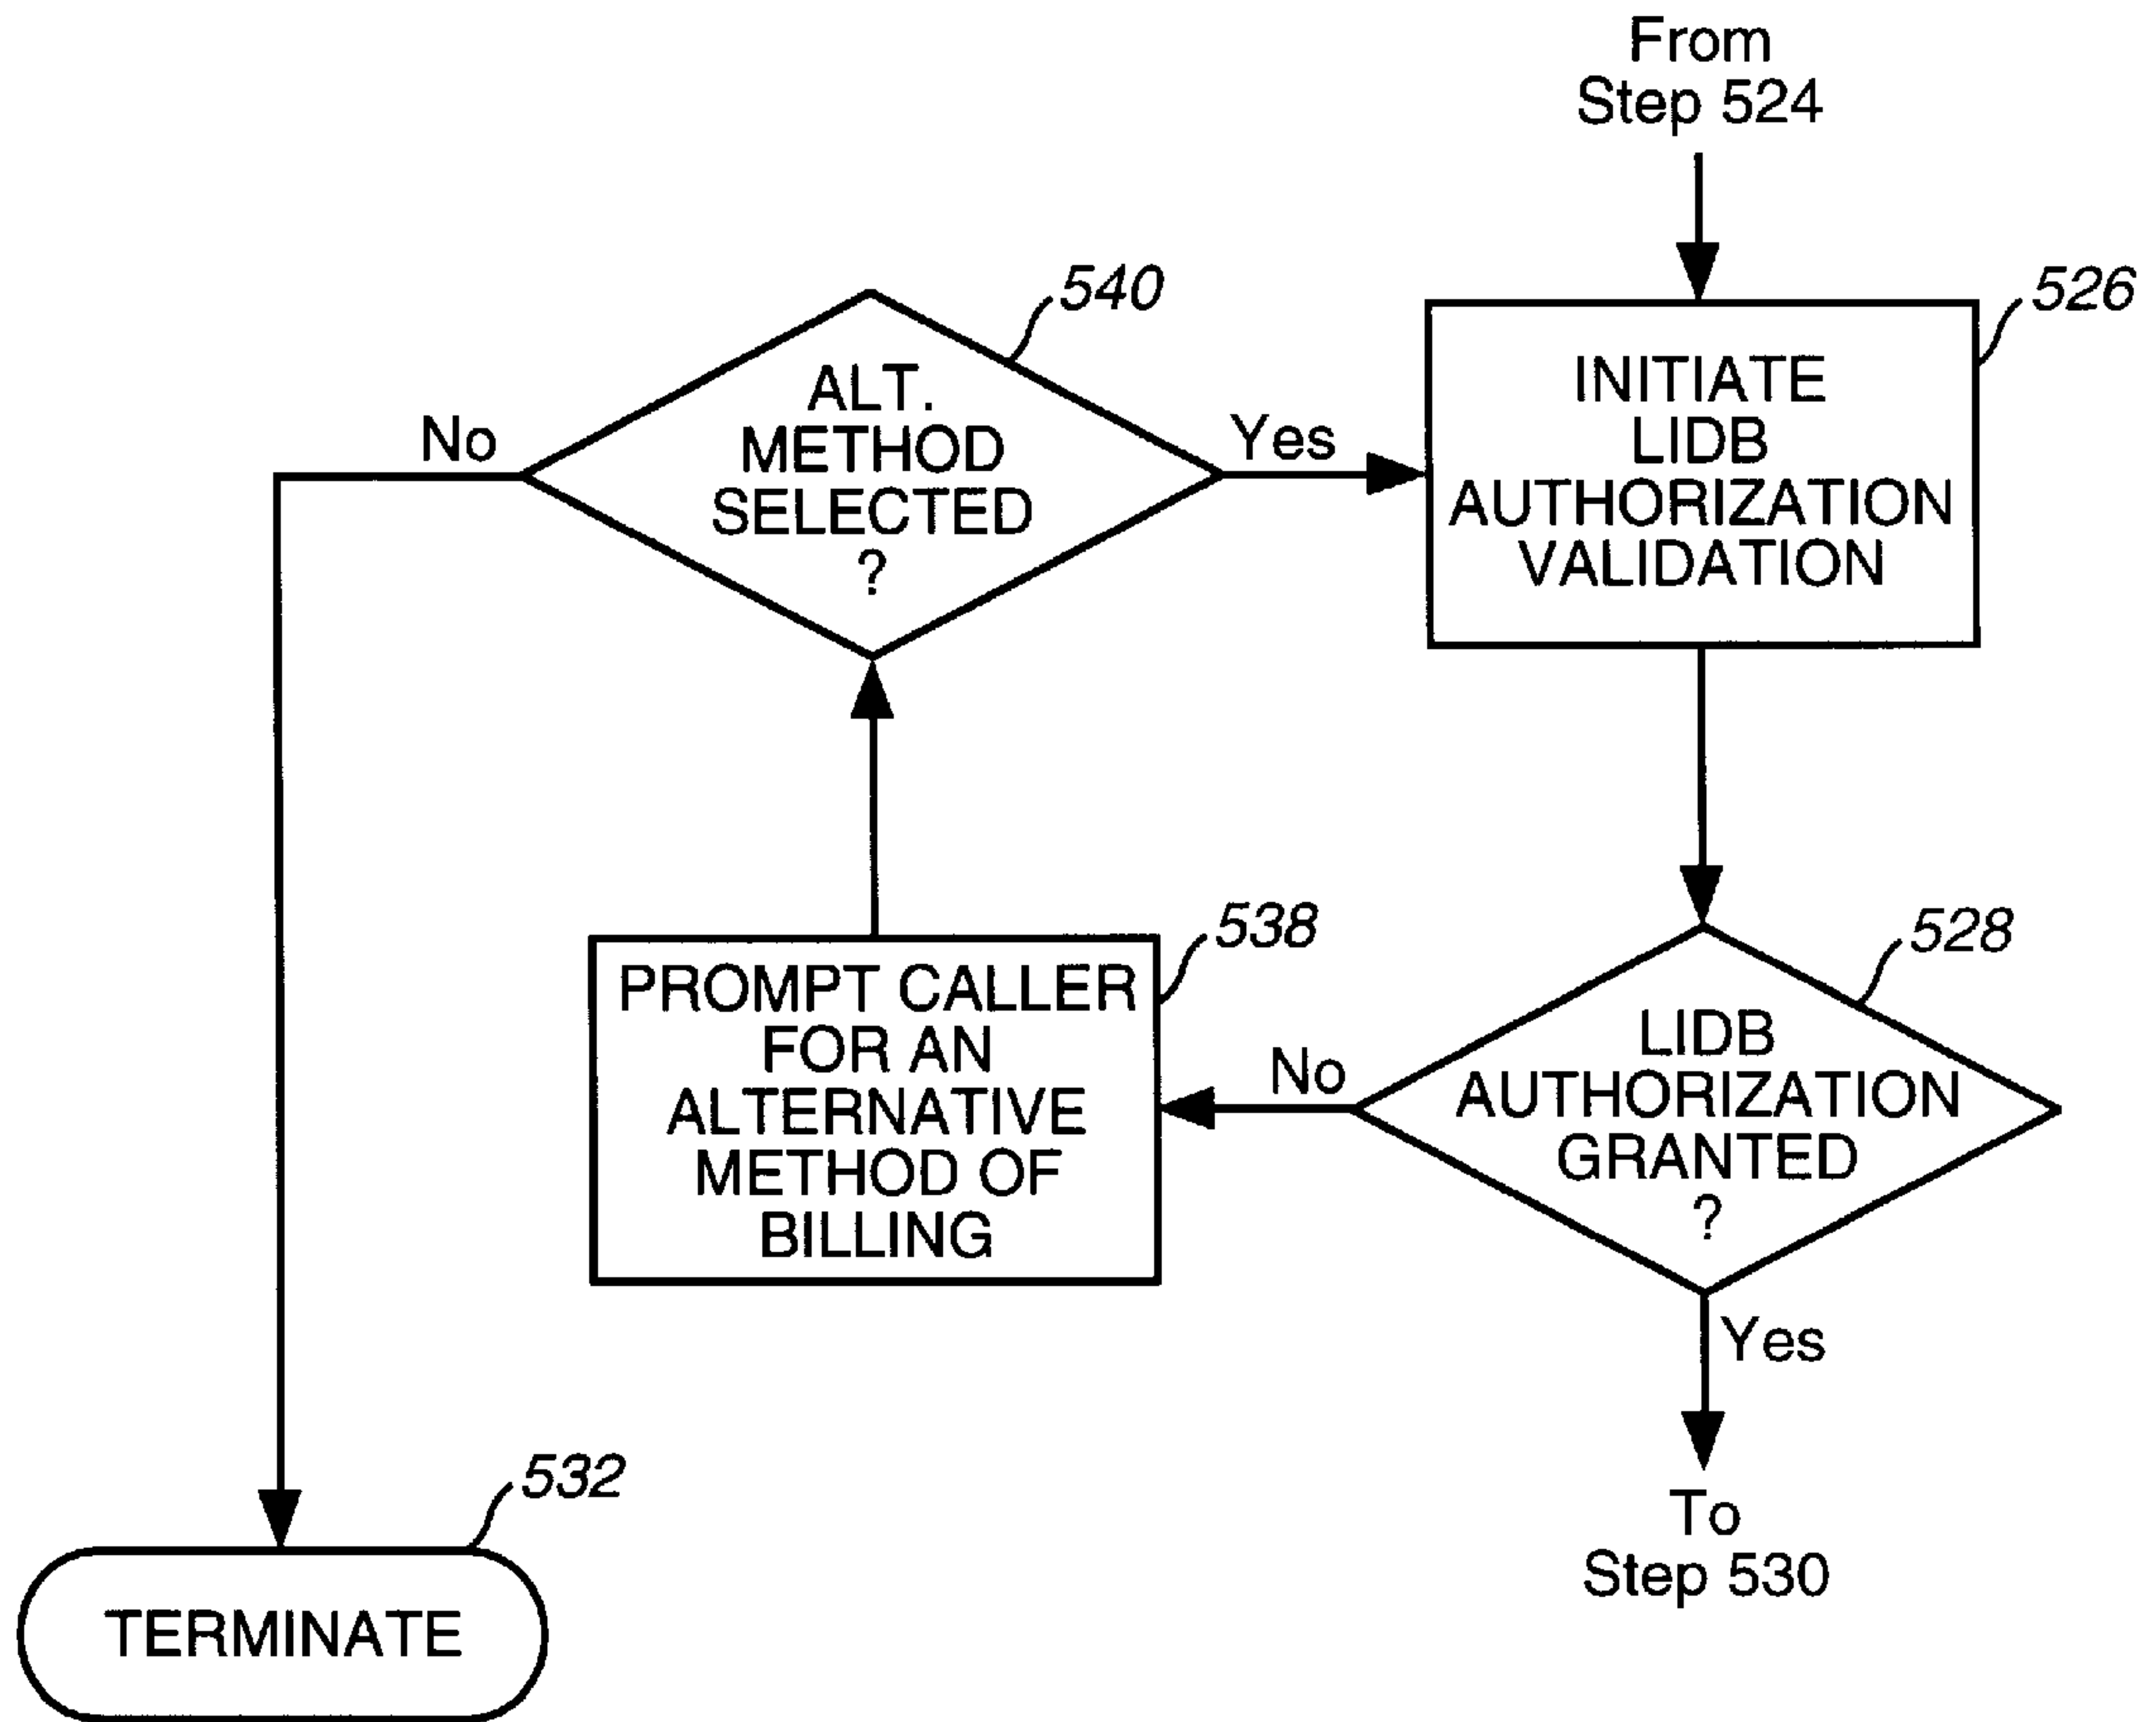 From
Step 524
526
INITIATE
LIDB
AUTHORIZATION
VALIDATION
540
ALT.
METHOD
SELECTED
?
No
Yes
528
LIDB
AUTHORIZATION
GRANTED
?
No
Yes
538
PROMPT CALLER
FOR AN
ALTERNATIVE
METHOD OF
BILLING
To
Step 530
532
TERMINATE